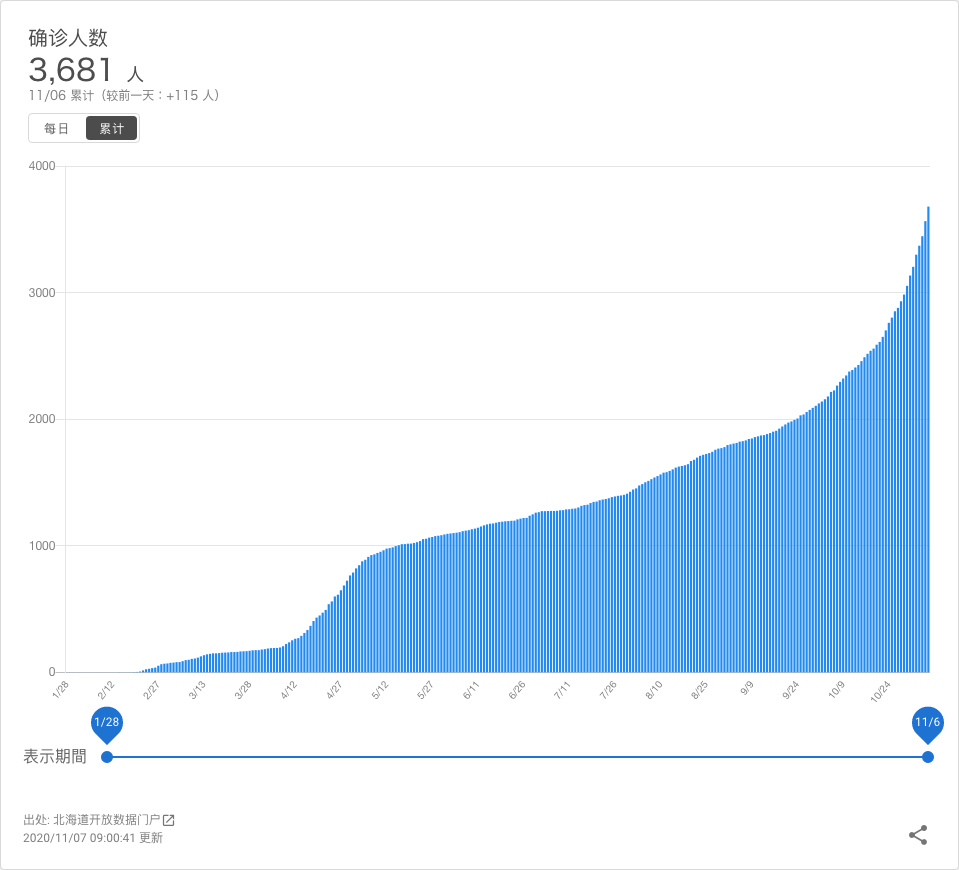 确诊人数
3,681 人
11/06 累计（较前一天：+115 人）
每日 累计
4000
3000
2000
1000
0
1/28 2/12 2/27 3/13 3/28 4/12 4/27 5/12 5/27 6/11 6/26 7/11 7/26 8/10 8/25 9/9 9/24 10/9 10/24
1/28 11/6
表示期間
出处: 北海道开放数据门户
2020/11/07 09:00:41 更新